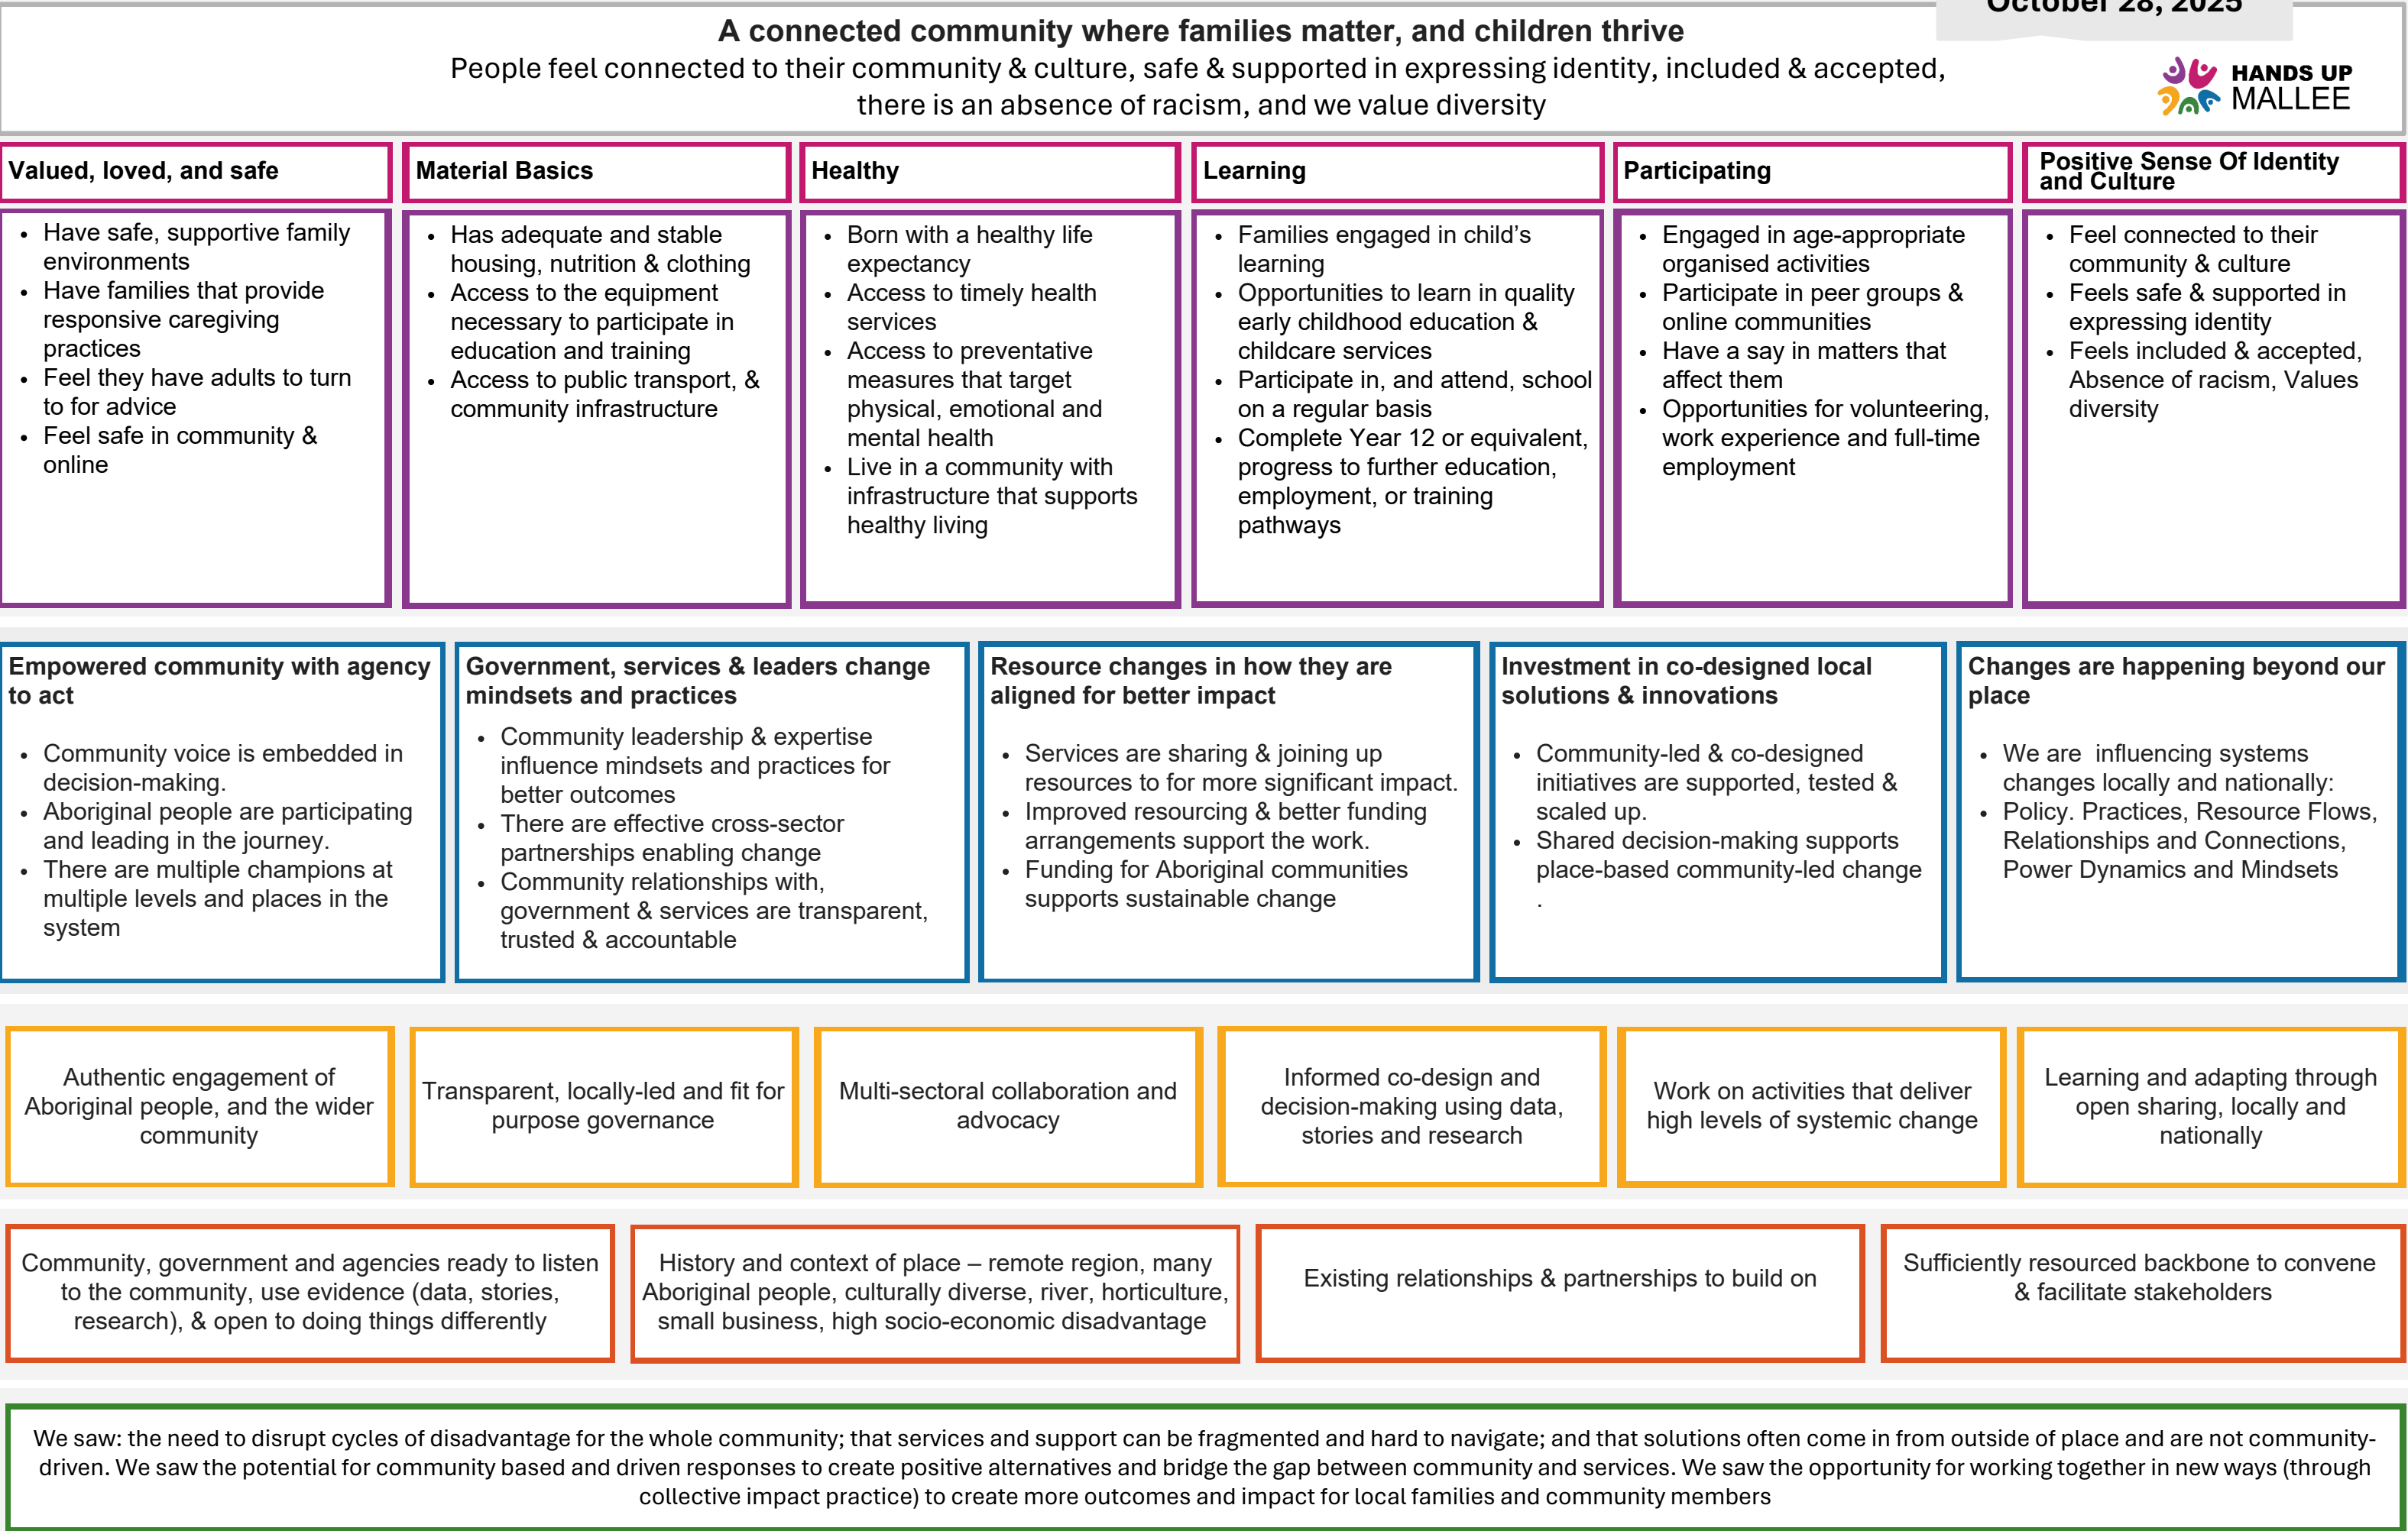 October 28, 2025
A connected community where families matter, and children thrive
People feel connected to their community & culture, safe & supported in expressing identity, included & accepted,
there is an absence of racism, and we value diversity
HANDS UP
MALLEE
Valued, loved, and safe
• Have safe, supportive family
environments
• Have families that provide
responsive caregiving
practices
• Feel they have adults to turn
to for advice
• Feel safe in community &
online
Material Basics
• Has adequate and stable
housing, nutrition & clothing
• Access to the equipment
necessary to participate in
education and training
• Access to public transport, &
community infrastructure
Healthy
• Born with a healthy life
expectancy
• Access to timely health
services
• Access to preventative
measures that target
physical, emotional and
mental health
• Live in a community with
infrastructure that supports
healthy living
Learning
• Families engaged in child’s
learning
• Opportunities to learn in quality
early childhood education &
childcare services
• Participate in, and attend, school
on a regular basis
• Complete Year 12 or equivalent,
progress to further education,
employment, or training
pathways
Participating
• Engaged in age-appropriate
organised activities
• Participate in peer groups &
online communities
• Have a say in matters that
affect them
• Opportunities for volunteering,
work experience and full-time
employment
Positive Sense Of Identity
and Culture
• Feel connected to their
community & culture
• Feels safe & supported in
expressing identity
• Feels included & accepted,
Absence of racism, Values
diversity
Empowered community with agency
to act
• Community voice is embedded in
decision-making.
• Aboriginal people are participating
and leading in the journey.
• There are multiple champions at
multiple levels and places in the
system
Government, services & leaders change
mindsets and practices
• Community leadership & expertise
influence mindsets and practices for
better outcomes
• There are effective cross-sector
partnerships enabling change
• Community relationships with,
government & services are transparent,
trusted & accountable
Resource changes in how they are
aligned for better impact
• Services are sharing & joining up
resources to for more significant impact.
• Improved resourcing & better funding
arrangements support the work.
• Funding for Aboriginal communities
supports sustainable change
Investment in co-designed local
solutions & innovations
• Community-led & co-designed
initiatives are supported, tested &
scaled up.
• Shared decision-making supports
place-based community-led change
.
Changes are happening beyond our
place
• We are  influencing systems
changes locally and nationally:
• Policy. Practices, Resource Flows,
Relationships and Connections,
Power Dynamics and Mindsets
Authentic engagement of
Aboriginal people, and the wider
community
Transparent, locally-led and fit for
purpose governance
Multi-sectoral collaboration and
advocacy
Informed co-design and
decision-making using data,
stories and research
Work on activities that deliver
high levels of systemic change
Learning and adapting through
open sharing, locally and
nationally
Community, government and agencies ready to listen
to the community, use evidence (data, stories,
research), & open to doing things differently
History and context of place – remote region, many
Aboriginal people, culturally diverse, river, horticulture,
small business, high socio-economic disadvantage
Existing relationships & partnerships to build on
Sufficiently resourced backbone to convene
& facilitate stakeholders
We saw: the need to disrupt cycles of disadvantage for the whole community; that services and support can be fragmented and hard to navigate; and that solutions often come in from outside of place and are not community-
driven. We saw the potential for community based and driven responses to create positive alternatives and bridge the gap between community and services. We saw the opportunity for working together in new ways (through
collective impact practice) to create more outcomes and impact for local families and community members